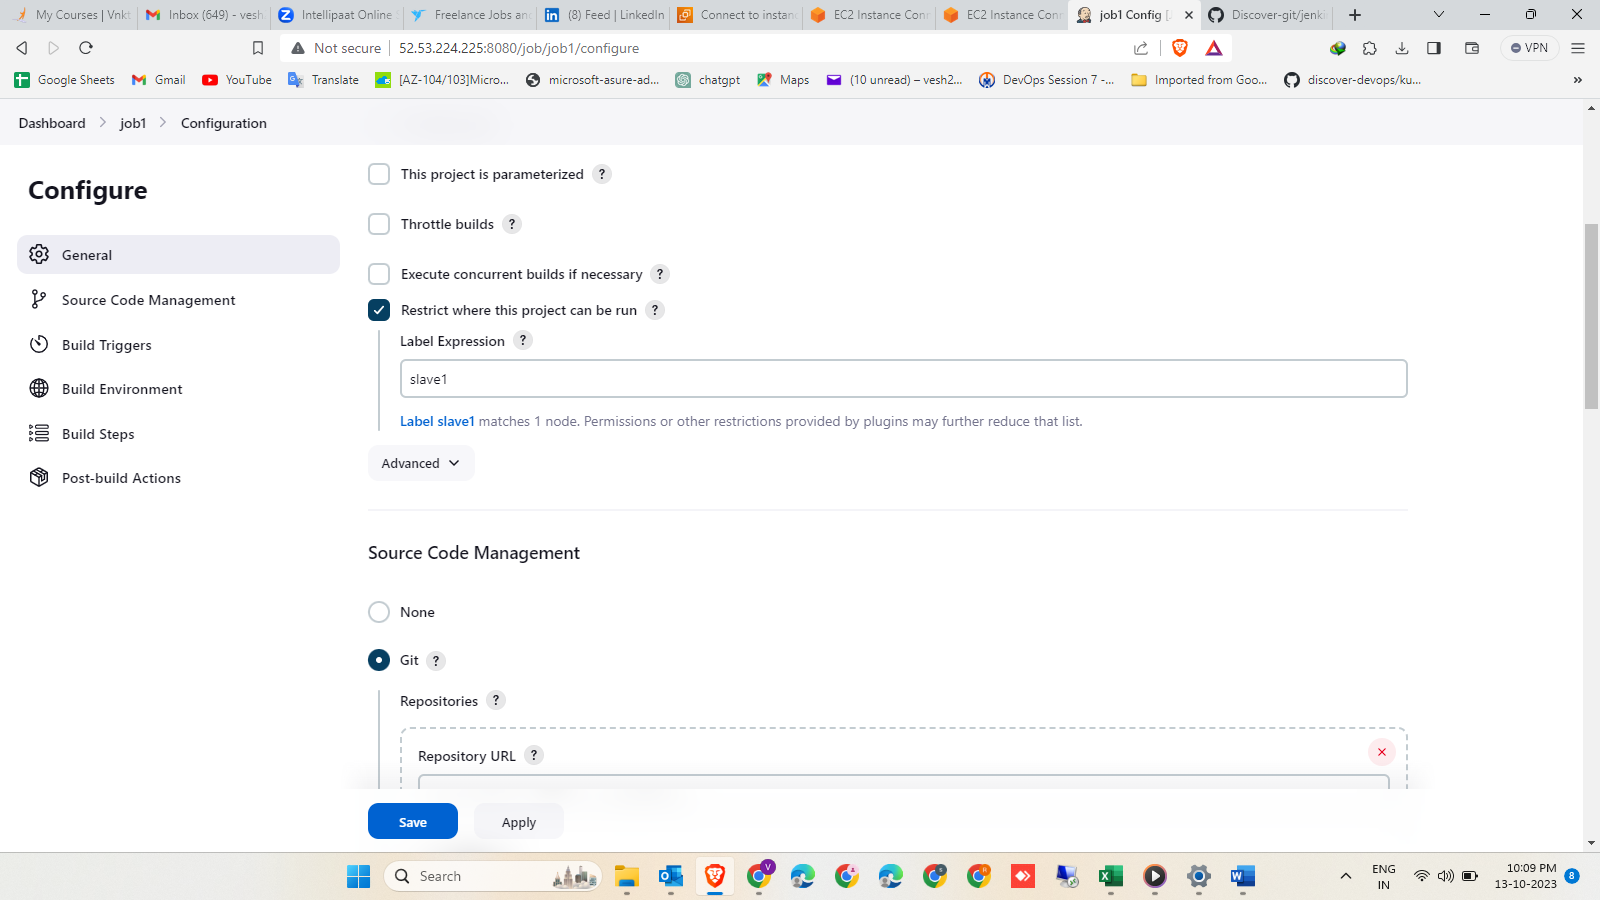 My Courses | Vnkt
Inbox (649) - vesh
Intellipaat Online
Freelance Jobs an
(8) Feed | LinkedIn
Connect to instanc
EC2 Instance Conn
EC2 Instance Conn
job1 Config [
Discover-git/jenki
Not secure
52.53.224.225:8080/job/job1/configure
VPN
Google Sheets
Gmail
YouTube
Translate
[AZ-104/103]Micro...
microsoft-asure-ad...
chatgpt
Maps
(10 unread) – vesh2...
DevOps Session 7 -...
Imported from Goo...
discover-devops/ku...
»
Dashboard > job1 > Configuration
Configure
General
Source Code Management
Build Triggers
Build Environment
Build Steps
Post-build Actions
This project is parameterized ?
Throttle builds ?
Execute concurrent builds if necessary ?
Restrict where this project can be run ?
Label Expression ?
slave1
Label slave1 matches 1 node. Permissions or other restrictions provided by plugins may further reduce that list.
Advanced
Source Code Management
None
Git ?
Repositories ?
Repository URL ?
Save
Apply
Search
V
ENG
IN
10:09 PM
13-10-2023
8